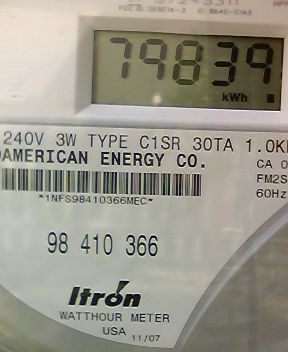 79839
kWh
240V 3W TYPE C1SR 30TA 1.0K
AMERICAN ENERGY CO.
CA 0
FM2S
60Hz
*1NFS98410366MEC*
98 410 366
Itron
WATTHOUR METER
USA 11/07